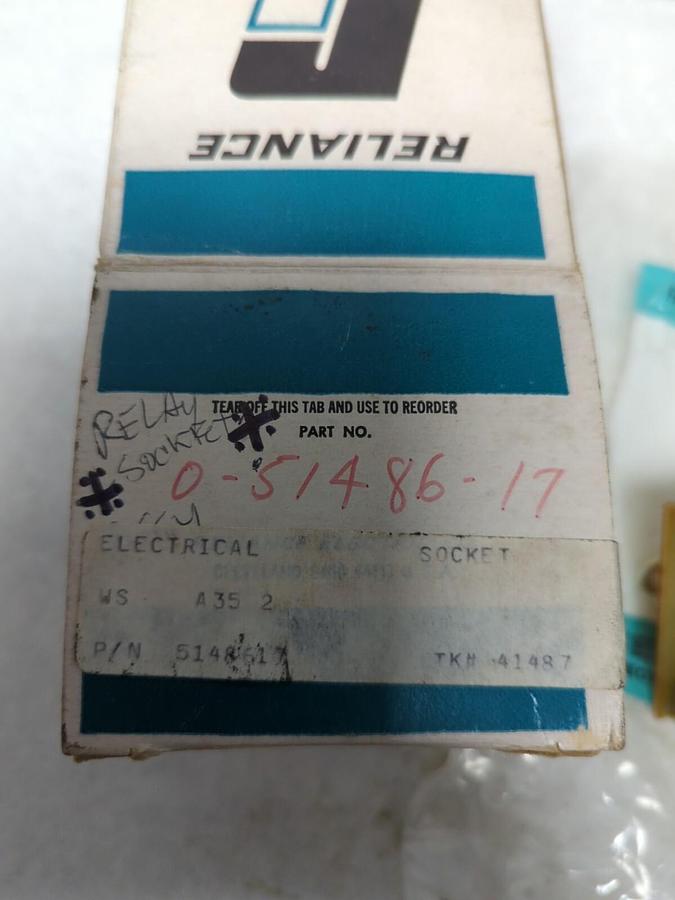 RELIANCE
TEAR OFF THIS TAB AND USE TO REORDER
PART NO.
RELAY
SOCKET
0-51486-17
ELECTRICAL SOCKET
WS A35 2
P/N 5148617 TK# 41487